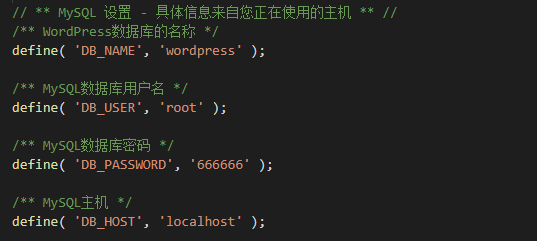 // ** MySQL 设置 - 具体信息来自您正在使用的主机 ** //
/** WordPress数据库的名称 */
define( 'DB_NAME', 'wordpress' );
/** MySQL数据库用户名 */
define( 'DB_USER', 'root' );
/** MySQL数据库密码 */
define( 'DB_PASSWORD', '666666' );
/** MySQL主机 */
define( 'DB_HOST', 'localhost' );